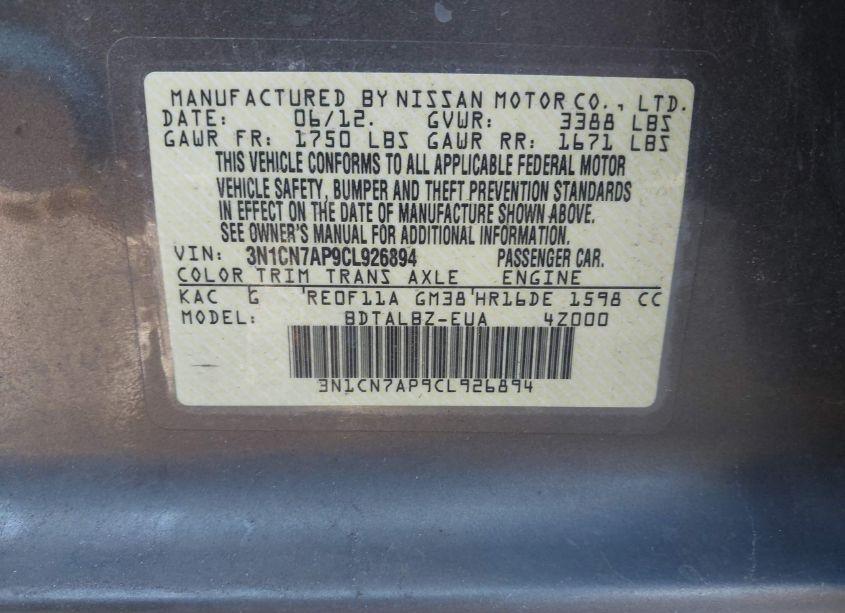 MANUFACTURED BY NISSAN MOTOR CO., LTD.
DATE: 06/12. GVWR: 3388 LBS
GAWR FR: 1750 LBS GAWR RR: 1671 LBS
THIS VEHICLE CONFORMS TO ALL APPLICABLE FEDERAL MOTOR
VEHICLE SAFETY, BUMPER AND THEFT PREVENTION STANDARDS
IN EFFECT ON THE DATE OF MANUFACTURE SHOWN ABOVE.
SEE OWNER'S MANUAL FOR ADDITIONAL INFORMATION.
VIN: 3N1CN7AP9CL926894 PASSENGER CAR.
COLOR TRIM TRANS AXLE ENGINE
KAC G 'RE0F11A GM38'HR16DE 1598 CC
MODEL: BDTALBZ-EUA 4Z000
3N1CN7AP9CL926894